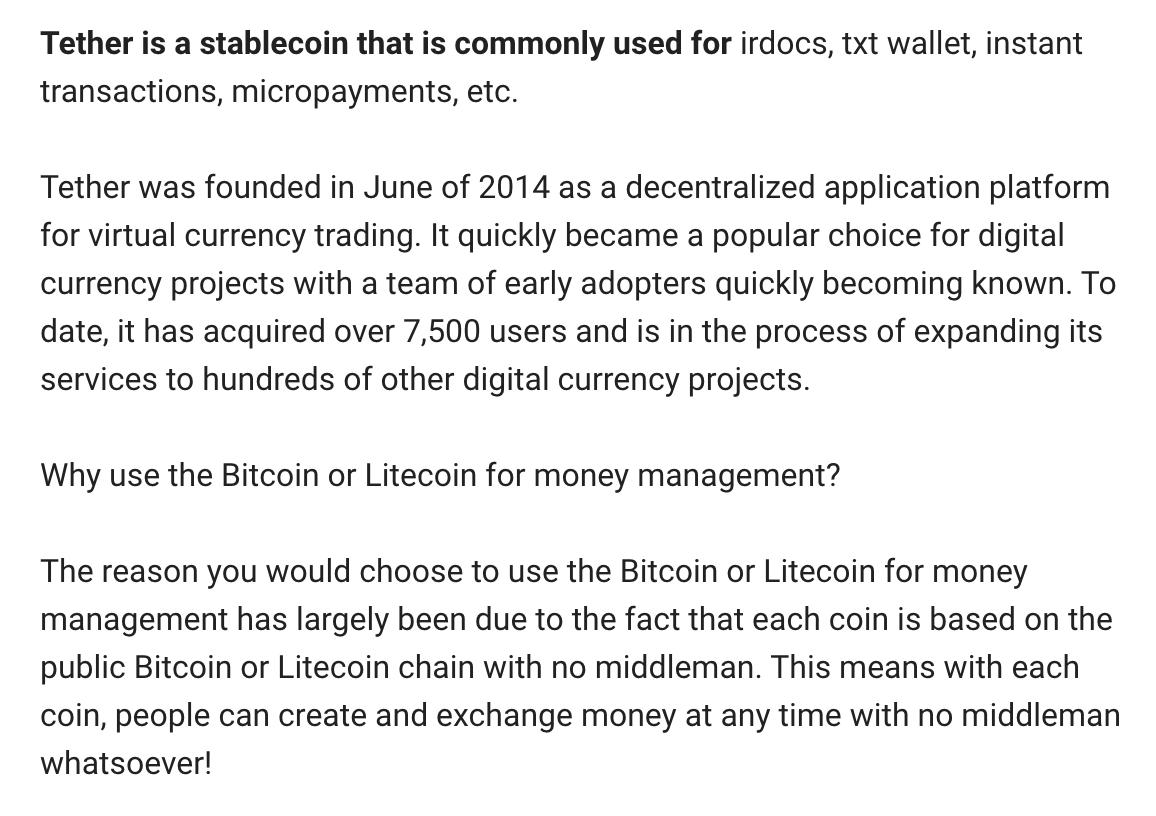 Tether is a stablecoin that is commonly used for irdocs, txt wallet, instant
transactions, micropayments, etc.
Tether was founded in June of 2014 as a decentralized application platform
for virtual currency trading. It quickly became a popular choice for digital
currency projects with a team of early adopters quickly becoming known. To
date, it has acquired over 7,500 users and is in the process of expanding its
services to hundreds of other digital currency projects.
Why use the Bitcoin or Litecoin for money management?
The reason you would choose to use the Bitcoin or Litecoin for money
management has largely been due to the fact that each coin is based on the
public Bitcoin or Litecoin chain with no middleman. This means with each
coin, people can create and exchange money at any time with no middleman
whatsoever!